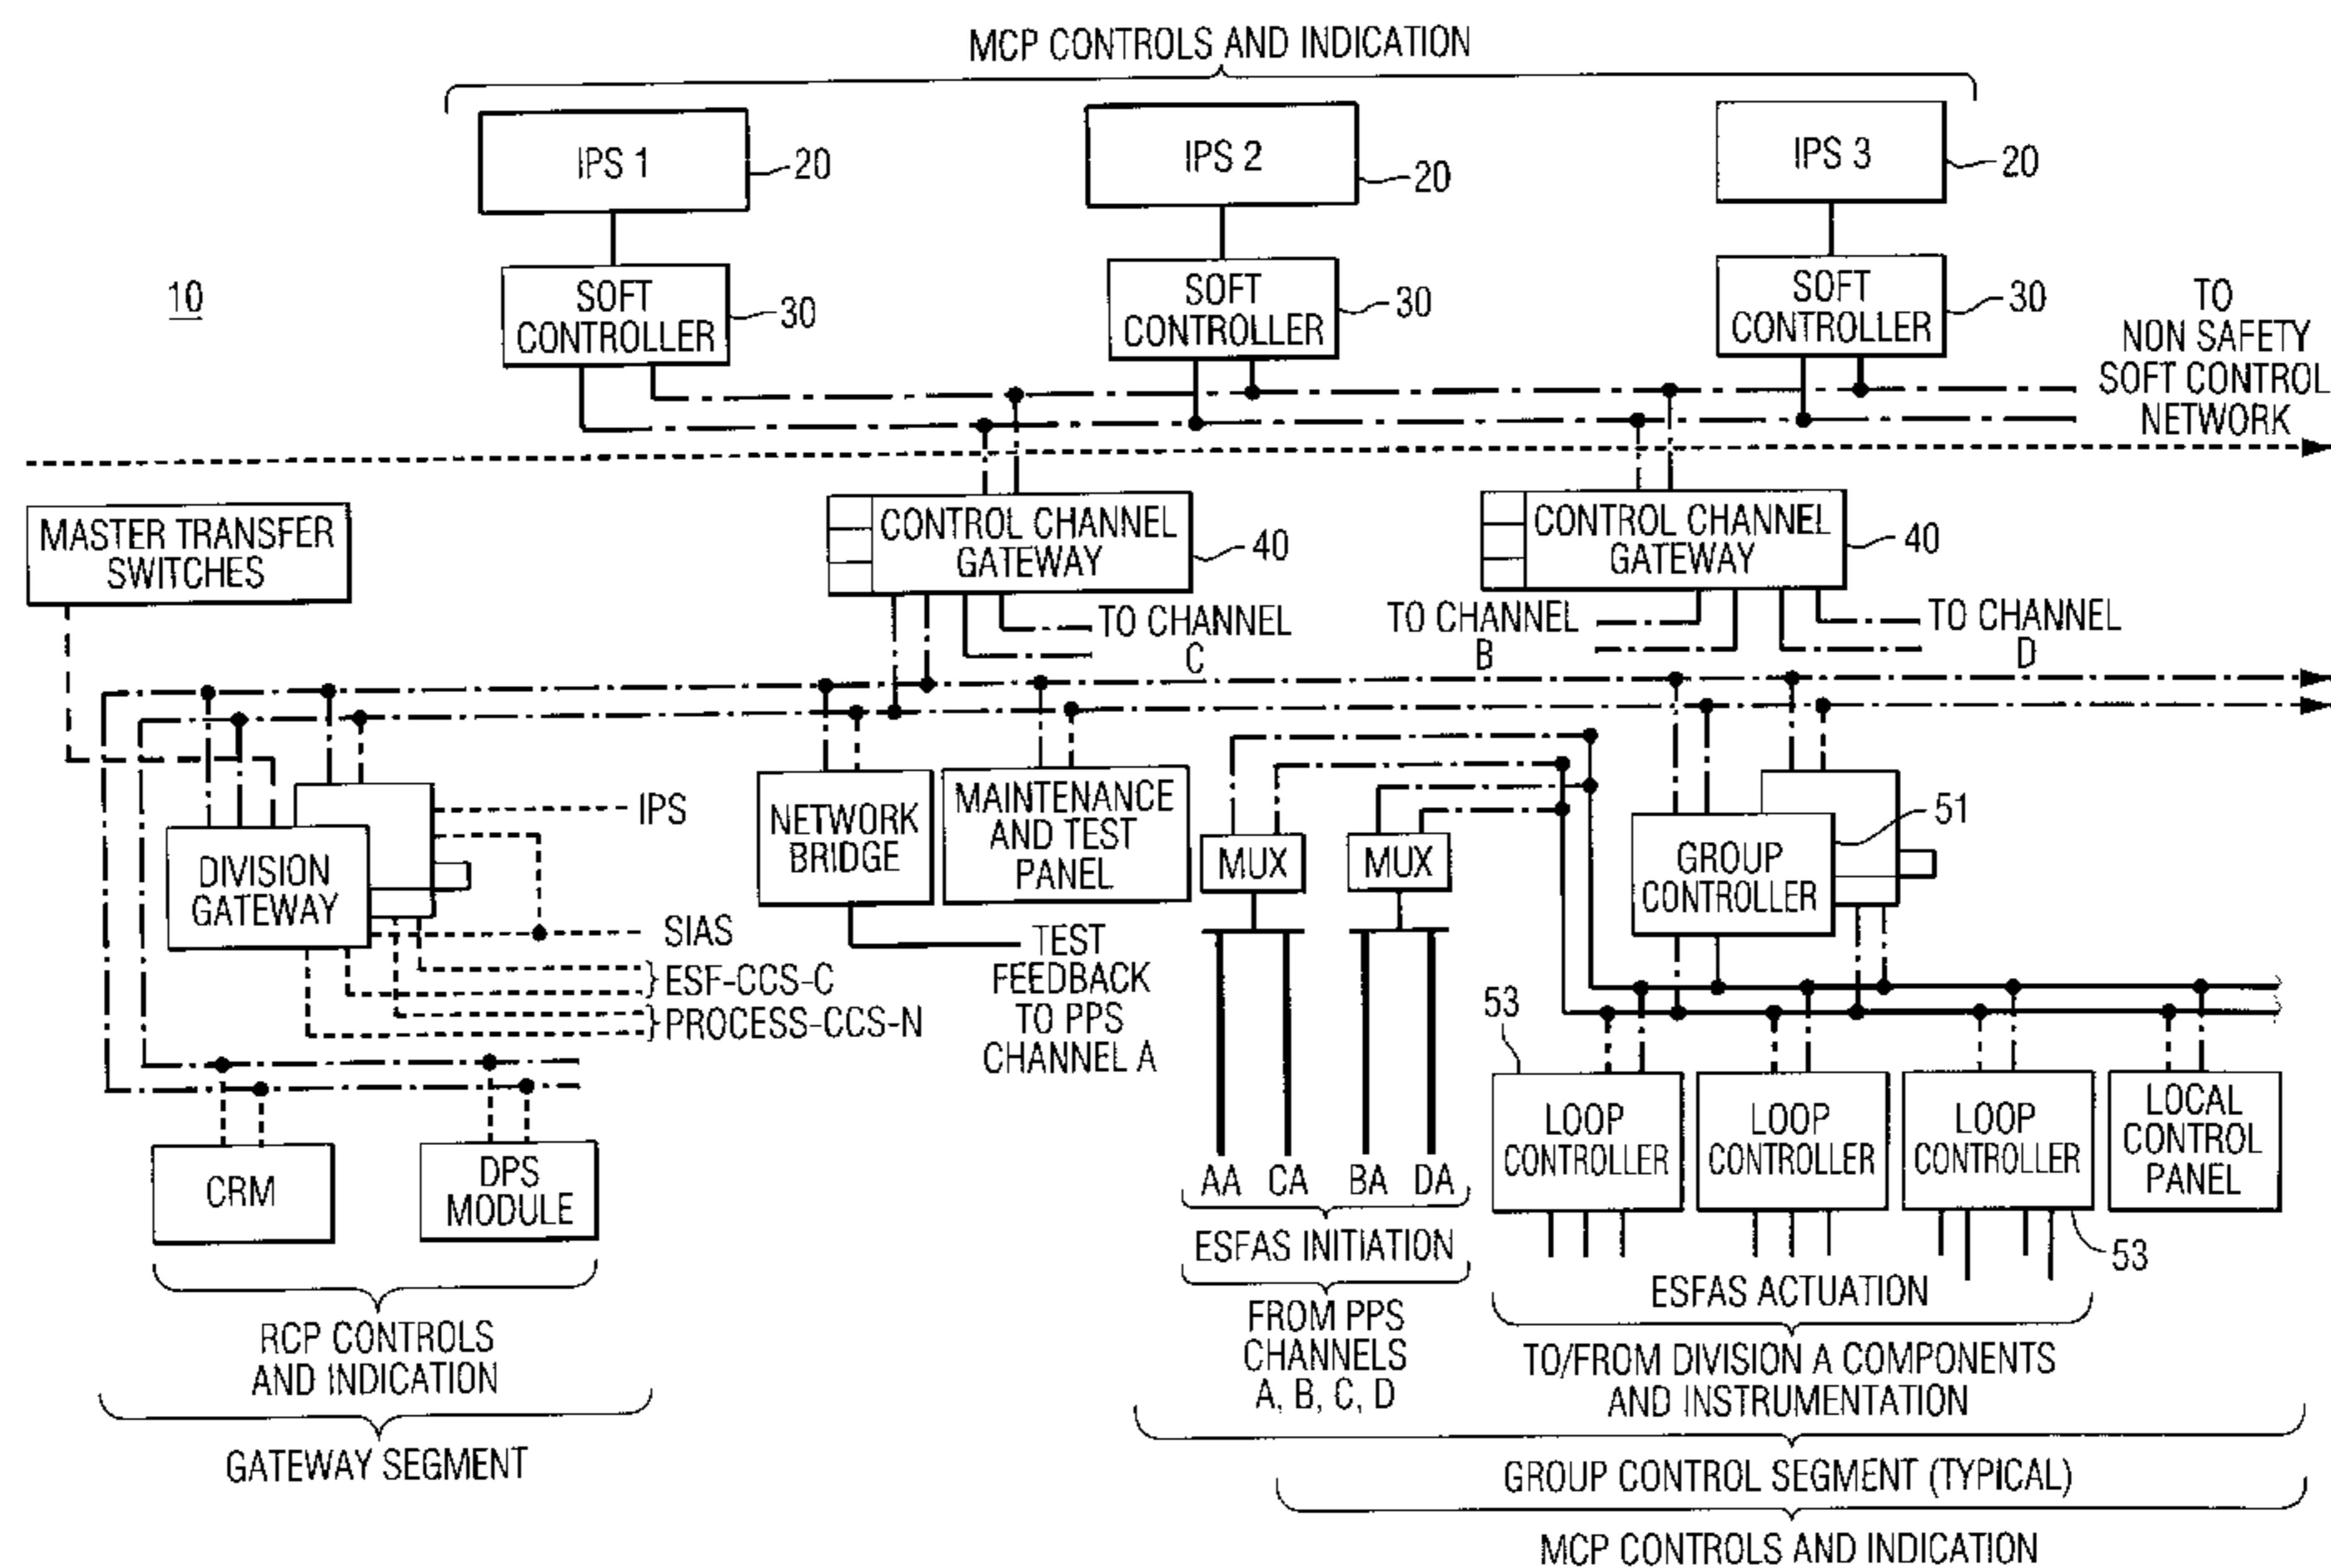 MCP CONTROLS AND INDICATION
IPS 1
20
IPS 2
20
IPS 3
20
10
SOFT
CONTROLLER
30
SOFT
CONTROLLER
30
SOFT
CONTROLLER
30
TO
NON SAFETY
SOFT CONTROL
NETWORK
MASTER TRANSFER
SWITCHES
CONTROL CHANNEL
GATEWAY
40
CONTROL CHANNEL
GATEWAY
40
TO CHANNEL
C
TO CHANNEL
B
TO CHANNEL
D
DIVISION
GATEWAY
IPS
SIAS
ESF-CCS-C
PROCESS-CCS-N
NETWORK
BRIDGE
MAINTENANCE
AND TEST
PANEL
TEST
FEEDBACK
TO PPS
CHANNEL A
MUX
MUX
GROUP
CONTROLLER
51
53
LOOP
CONTROLLER
LOOP
CONTROLLER
LOOP
CONTROLLER
53
LOCAL
CONTROL
PANEL
CRM
DPS
MODULE
AA CA BA DA
ESFAS INITIATION
FROM PPS
CHANNELS
A, B, C, D
ESFAS ACTUATION
TO/FROM DIVISION A COMPONENTS
AND INSTRUMENTATION
RCP CONTROLS
AND INDICATION
GATEWAY SEGMENT
GROUP CONTROL SEGMENT (TYPICAL)
MCP CONTROLS AND INDICATION